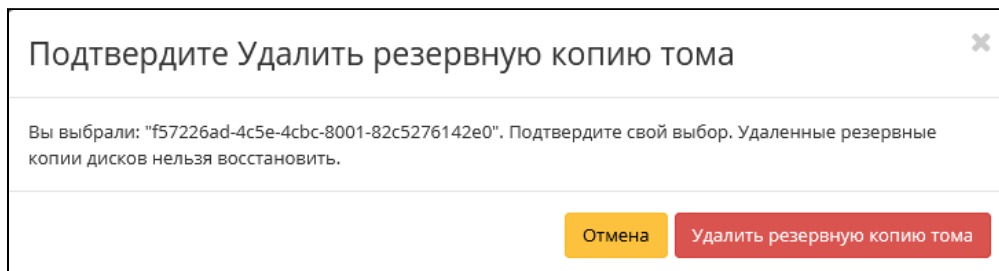 Подтвердите Удалить резервную копию тома
Вы выбрали: "f57226ad-4c5e-4cbc-8001-82c5276142e0". Подтвердите свой выбор. Удаленные резервные
копии дисков нельзя восстановить.
Отмена Удалить резервную копию тома